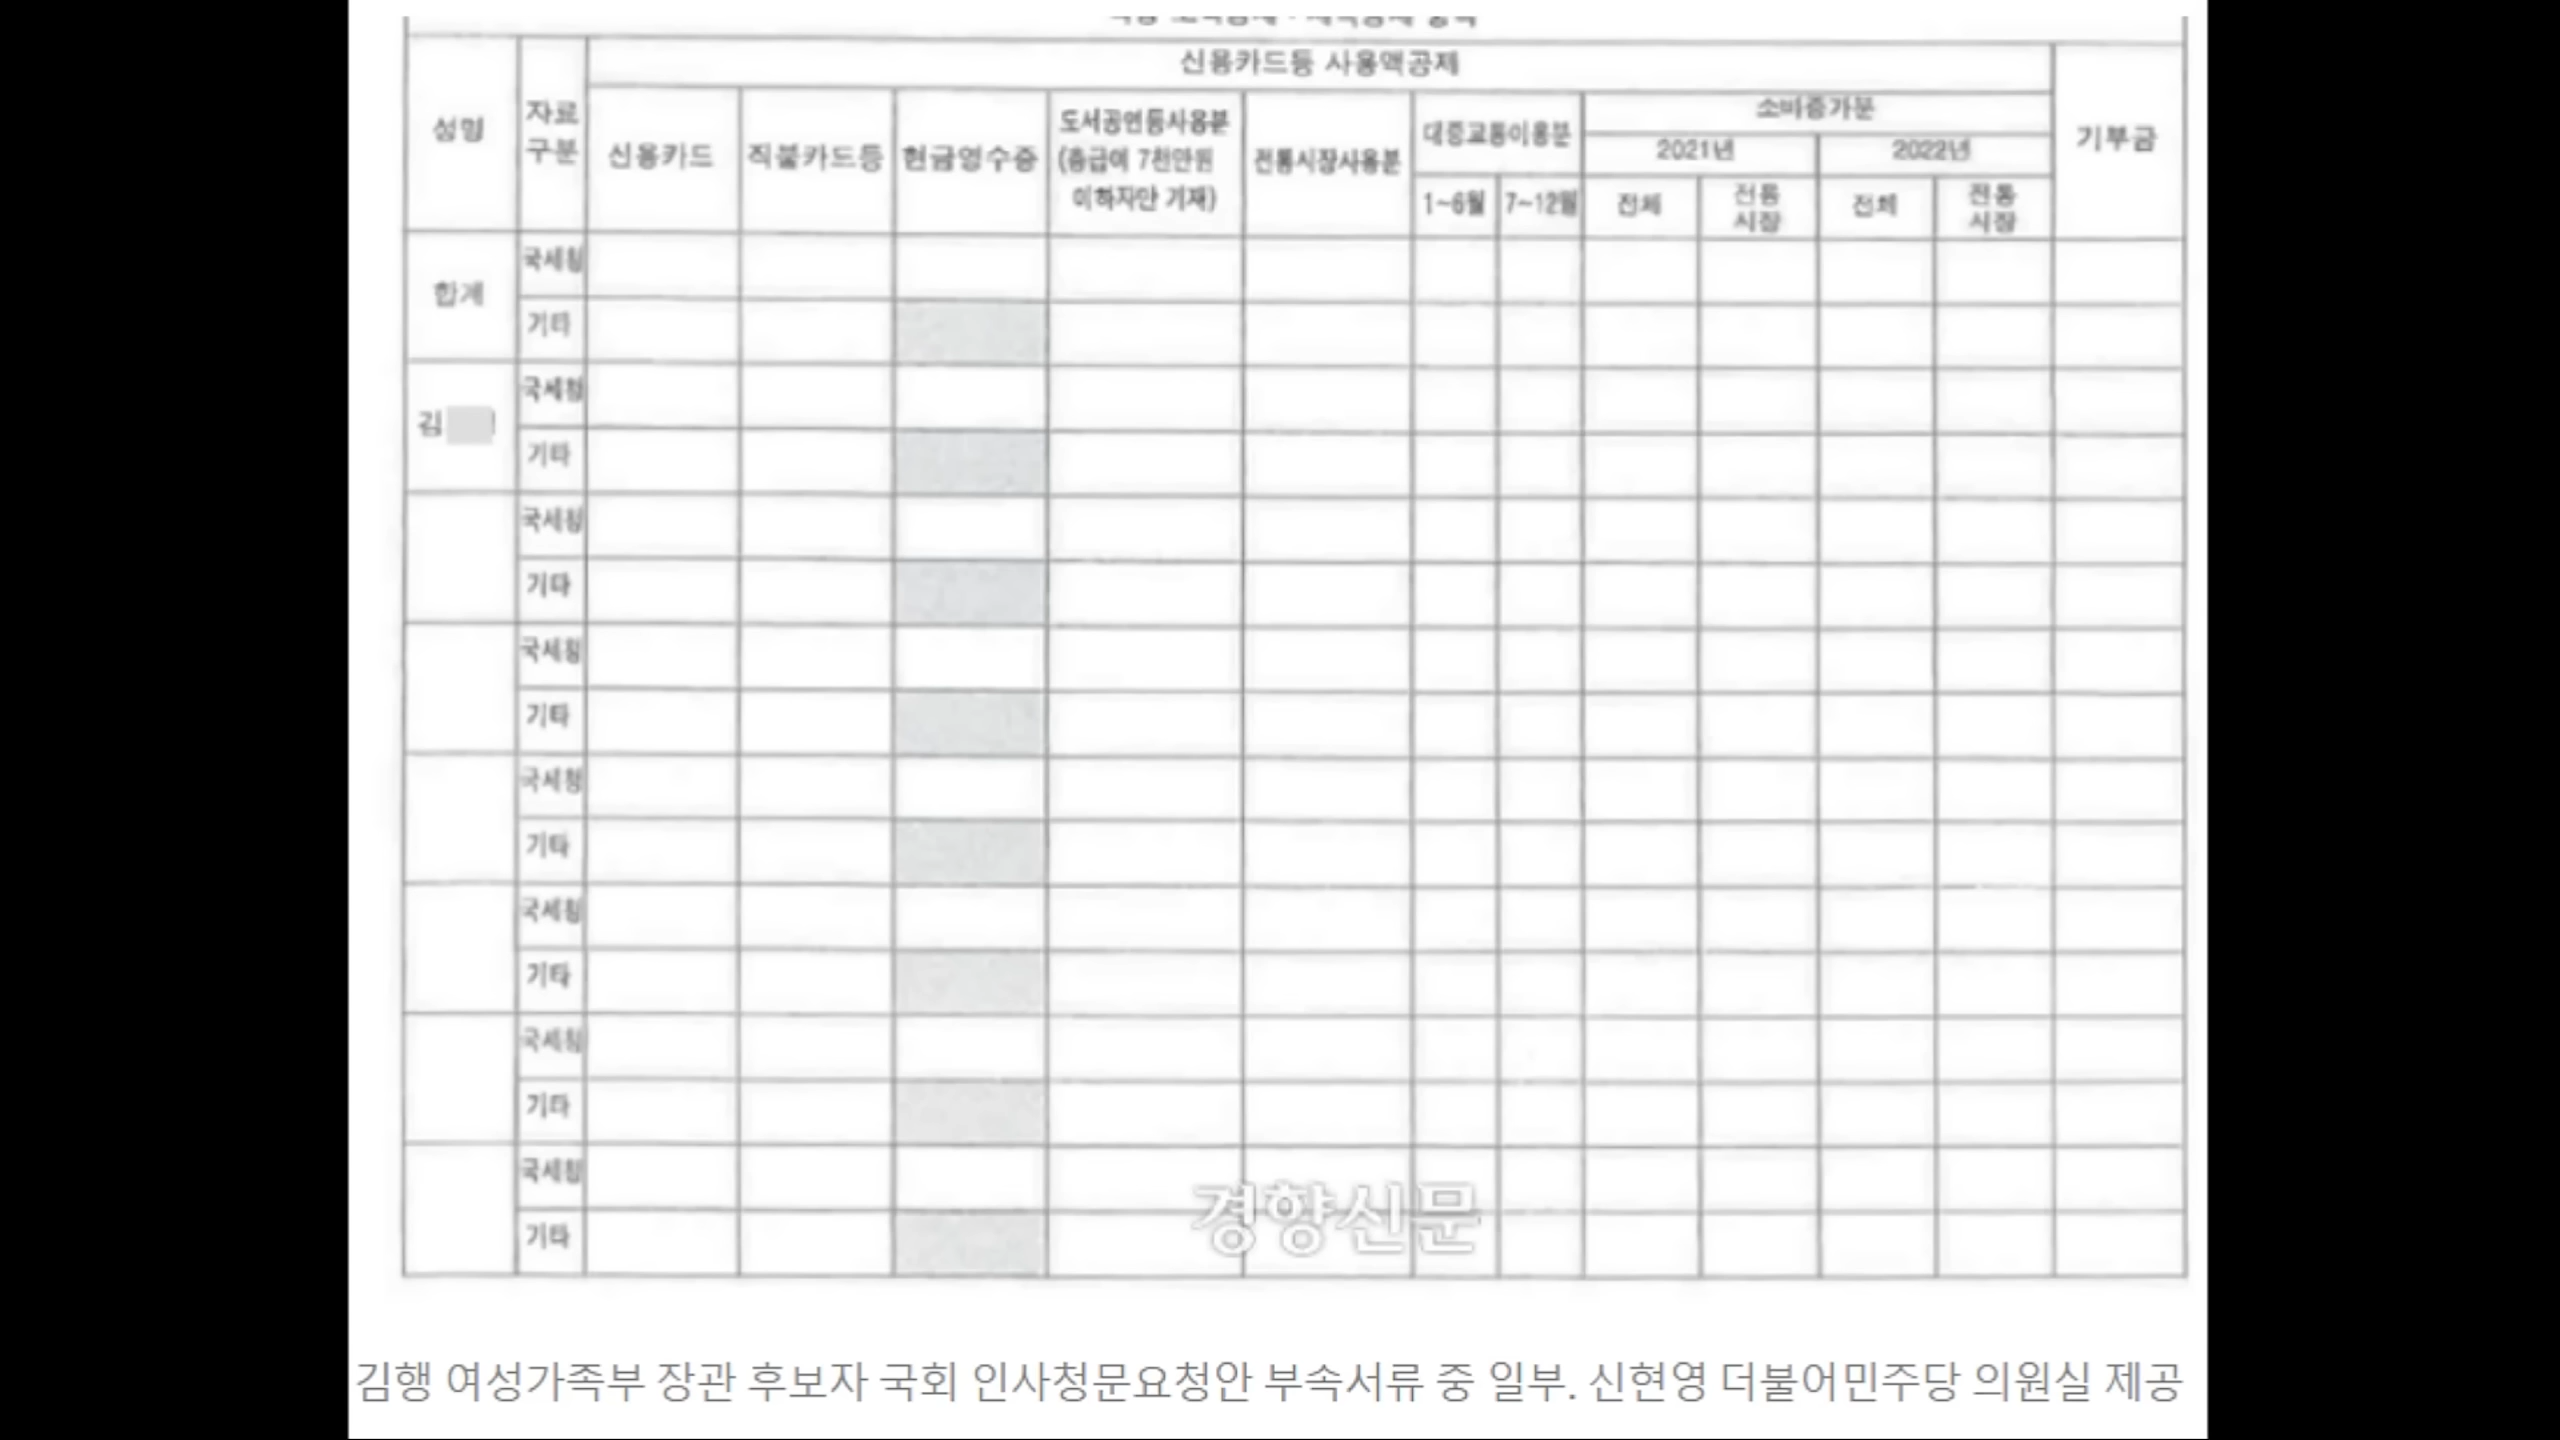 신용카드등 사용액공제
성명
자료
구분
신용카드
직불카드등
현금영수증
도서공연등사용분
(총급여 7천만원
이하자만 기재)
전통시장사용분
대중교통이용분
1~6월
7~12월
소비증가분
2021년
2022년
전체
전통
시장
전체
전통
시장
기부금
합계
국세청
기타
김
국세청
기타
국세청
기타
국세청
기타
국세청
기타
국세청
기타
국세청
기타
국세청
기타
경향신문
김행 여성가족부 장관 후보자 국회 인사청문요청안 부속서류 중 일부. 신현영 더불어민주당 의원실 제공